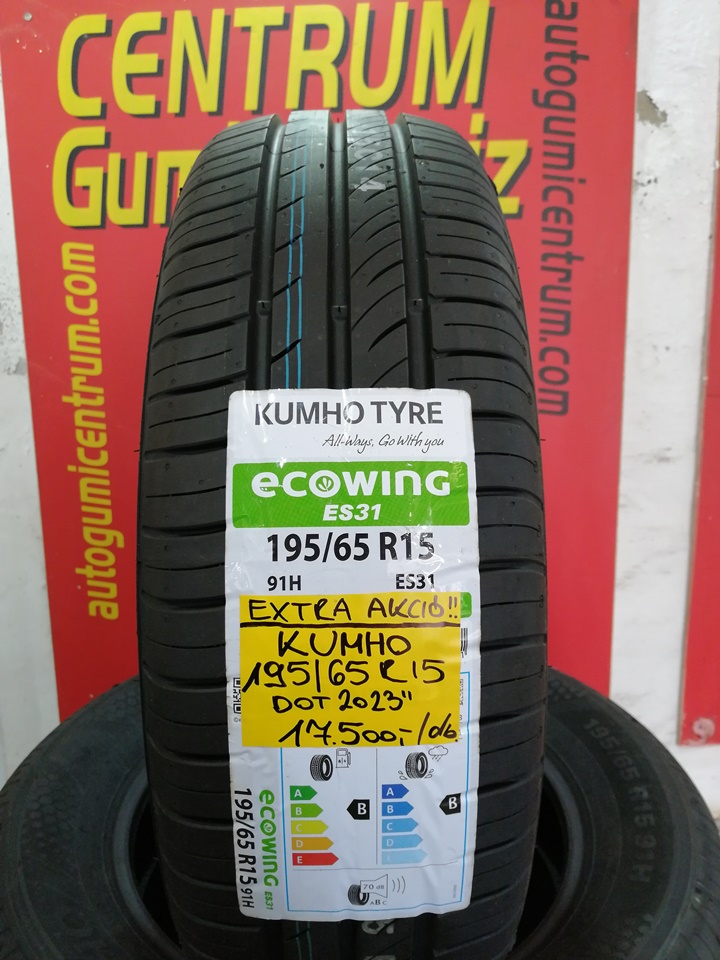 CENTRUM
autogumicentrum.com
autogumicentrum.com
KUMHO TYRE
All-Ways, Go With you
ecowing
ES31
195/65 R15
91H ES31
EXTRA AKCIÓ!!
KUMHO
195/65 R15
DOT 2023"
17.500,-/db.
A
B
C
D
E
B
A
B
C
D
E
B
70 dB
ABC
ecowing ES31
195/65 R15 91H
195/65 R15 91H